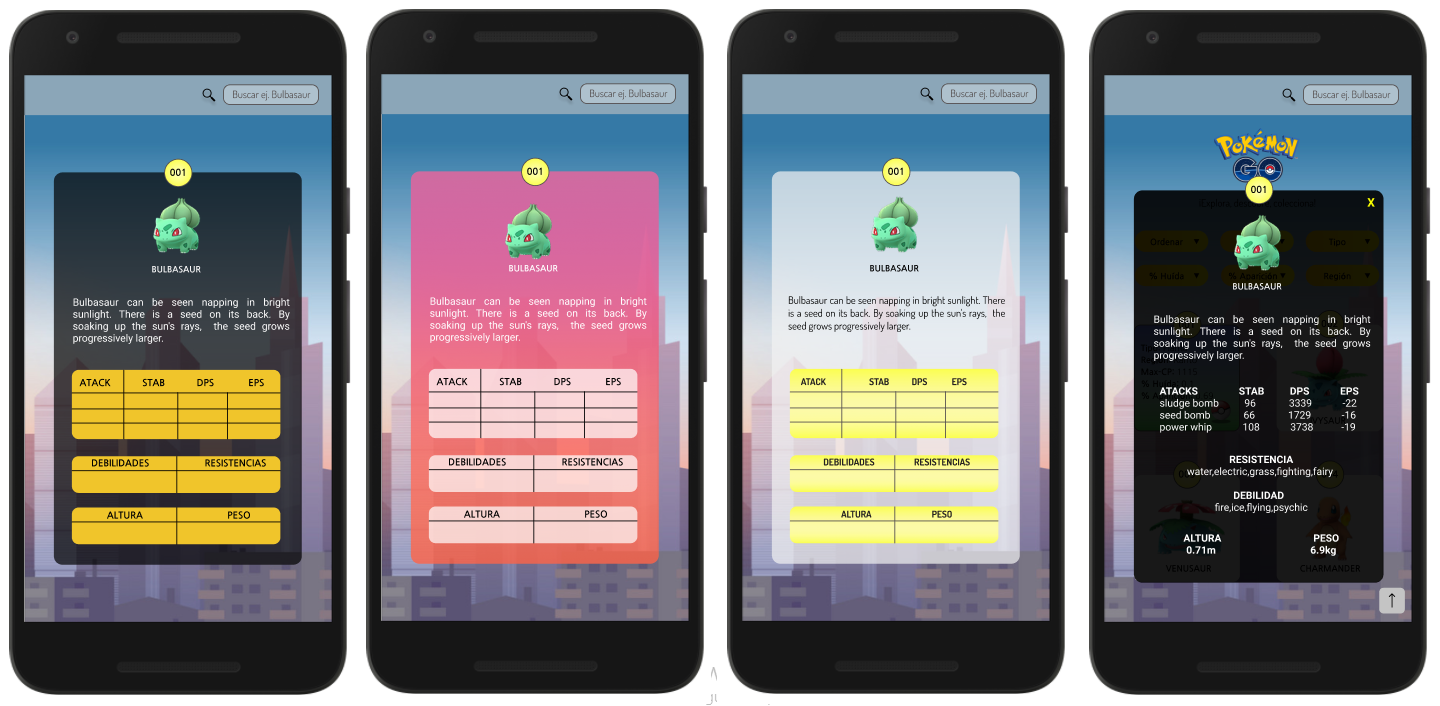 Buscar ej. Bulbasaur
001
BULBASAUR
Bulbasaur can be seen napping in bright
sunlight. There is a seed on its back. By
soaking up the sun's rays, the seed grows
progressively larger.
ATACK STAB DPS EPS
DEBILIDADES RESISTENCIAS
ALTURA PESO
Buscar ej. Bulbasaur
001
BULBASAUR
Bulbasaur can be seen napping in bright
sunlight. There is a seed on its back. By
soaking up the sun's rays, the seed grows
progressively larger.
ATACK STAB DPS EPS
DEBILIDADES RESISTENCIAS
ALTURA PESO
Buscar ej. Bulbasaur
001
BULBASAUR
Bulbasaur can be seen napping in bright sunlight. There
is a seed on its back. By soaking up the sun's rays, the
seed grows progressively larger.
ATACK STAB DPS EPS
DEBILIDADES RESISTENCIAS
ALTURA PESO
Buscar ej. Bulbasaur
POKéMON
GO
001
X
Ordenar ▼ Tipo ▼
% Huida ▼ % Aparición ▼ Región ▼
BULBASAUR
Bulbasaur can be seen napping in bright
sunlight. There is a seed on its back. By
soaking up the sun's rays, the seed grows
progressively larger.
Max-CP: 1115
ATACKS STAB DPS EPS
sludge bomb 96 3339 -22
seed bomb 66 1729 -16
power whip 108 3738 -19
RESISTENCIA
water,electric,grass,fighting,fairy
DEBILIDAD
fire,ice,flying,psychic
ALTURA PESO
0.71m 6.9kg
VENUSAUR CHARMANDER
↑